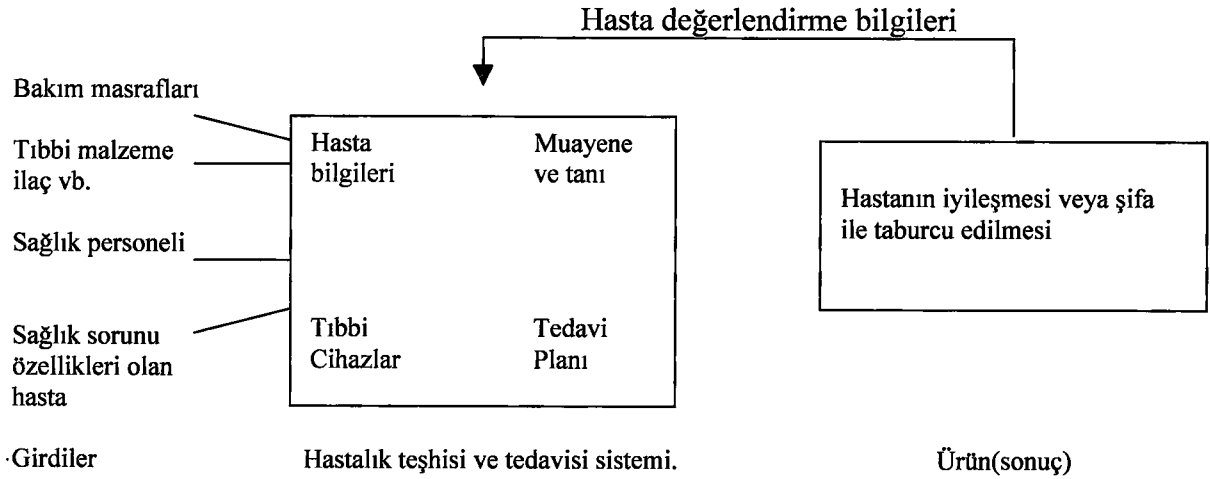 Hasta değerlendirme bilgileri
Bakım masrafları
Tıbbi malzeme
ilaç vb.
Sağlık personeli
Sağlık sorunu
özellikleri olan
hasta
Hasta
bilgileri
Muayene
ve tanı
Tıbbi
Cihazlar
Tedavi
Planı
Hastanın iyileşmesi veya şifa
ile taburcu edilmesi
Girdiler
Hastalık teşhisi ve tedavisi sistemi.
Ürün(sonuç)